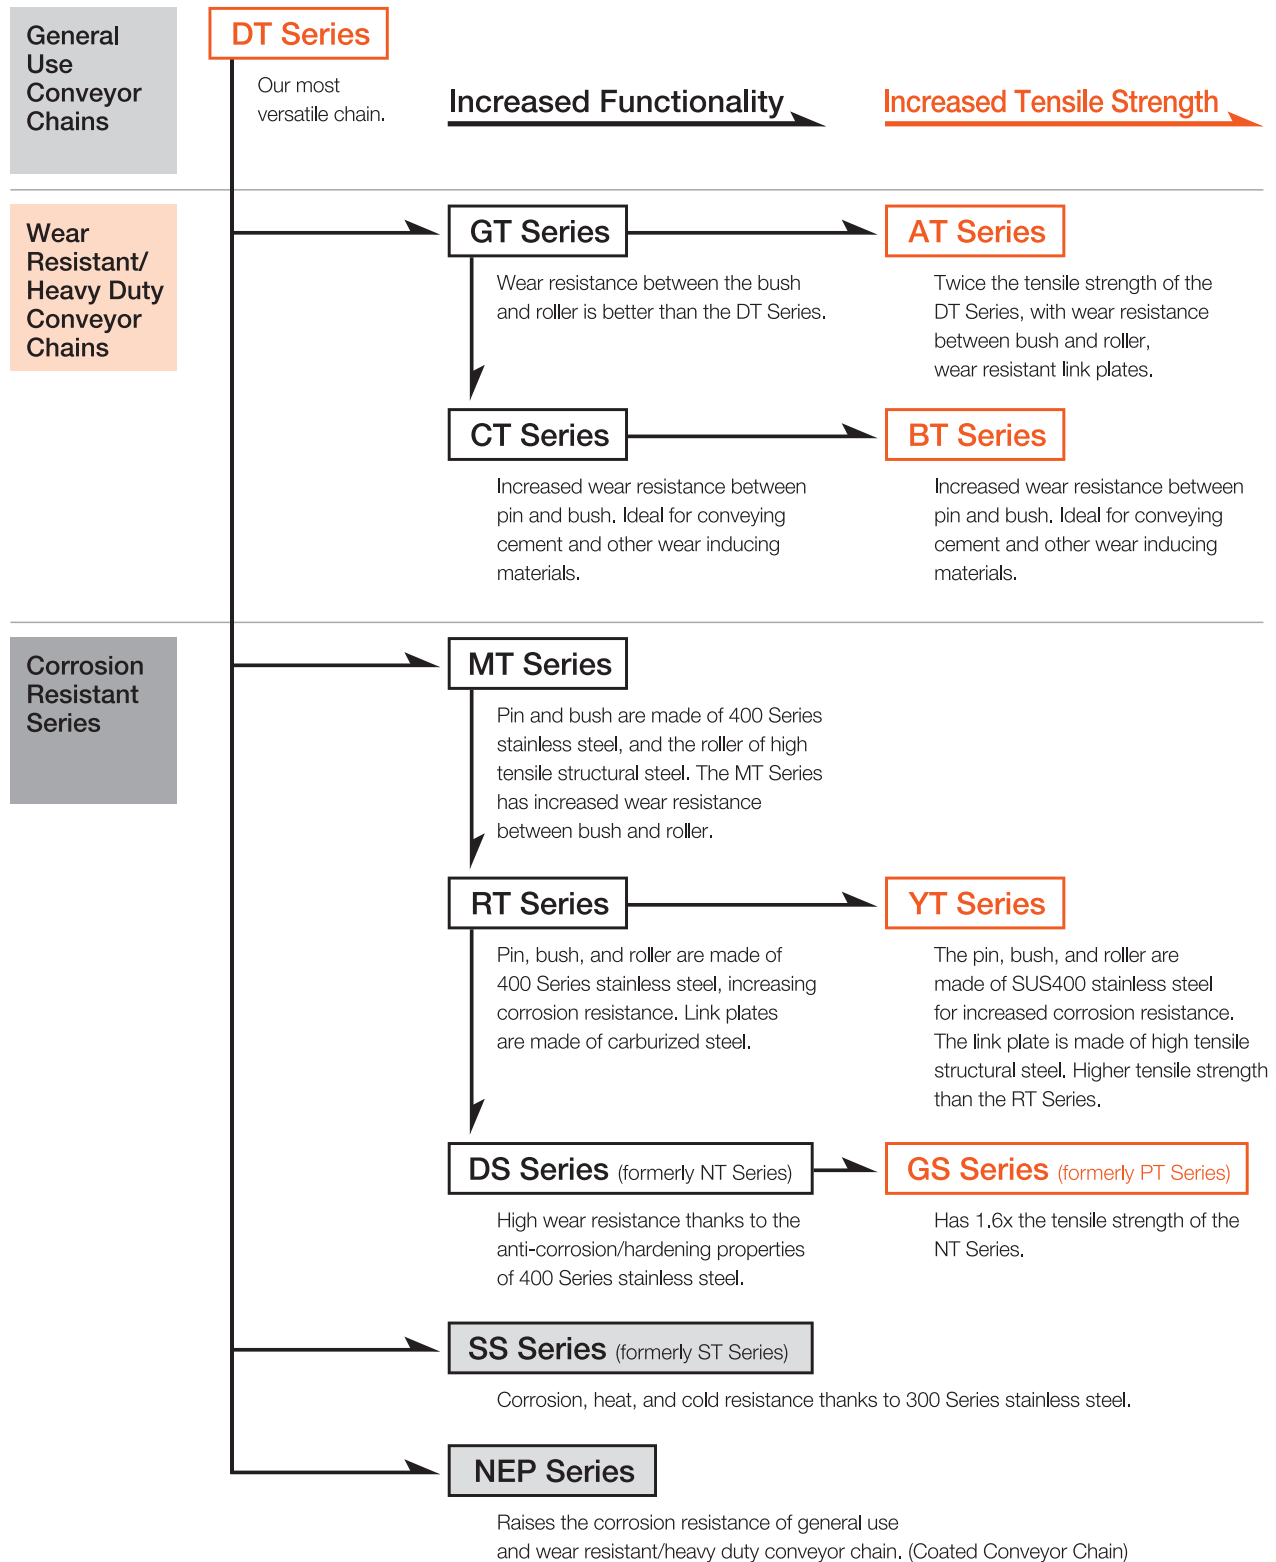 General
Use
Conveyor
Chains
DT Series
Our most
versatile chain.
Increased Functionality
Increased Tensile Strength
Wear
Resistant/
Heavy Duty
Conveyor
Chains
GT Series
Wear resistance between the bush
and roller is better than the DT Series.
AT Series
Twice the tensile strength of the
DT Series, with wear resistance
between bush and roller,
wear resistant link plates.
CT Series
Increased wear resistance between
pin and bush. Ideal for conveying
cement and other wear inducing
materials.
BT Series
Increased wear resistance between
pin and bush. Ideal for conveying
cement and other wear inducing
materials.
Corrosion
Resistant
Series
MT Series
Pin and bush are made of 400 Series
stainless steel, and the roller of high
tensile structural steel. The MT Series
has increased wear resistance
between bush and roller.
RT Series
Pin, bush, and roller are made of
400 Series stainless steel, increasing
corrosion resistance. Link plates
are made of carburized steel.
YT Series
The pin, bush, and roller are
made of SUS400 stainless steel
for increased corrosion resistance.
The link plate is made of high tensile
structural steel. Higher tensile strength
than the RT Series.
DS Series (formerly NT Series)
High wear resistance thanks to the
anti-corrosion/hardening properties
of 400 Series stainless steel.
GS Series (formerly PT Series)
Has 1.6x the tensile strength of the
NT Series.
SS Series (formerly ST Series)
Corrosion, heat, and cold resistance thanks to 300 Series stainless steel.
NEP Series
Raises the corrosion resistance of general use
and wear resistant/heavy duty conveyor chain. (Coated Conveyor Chain)